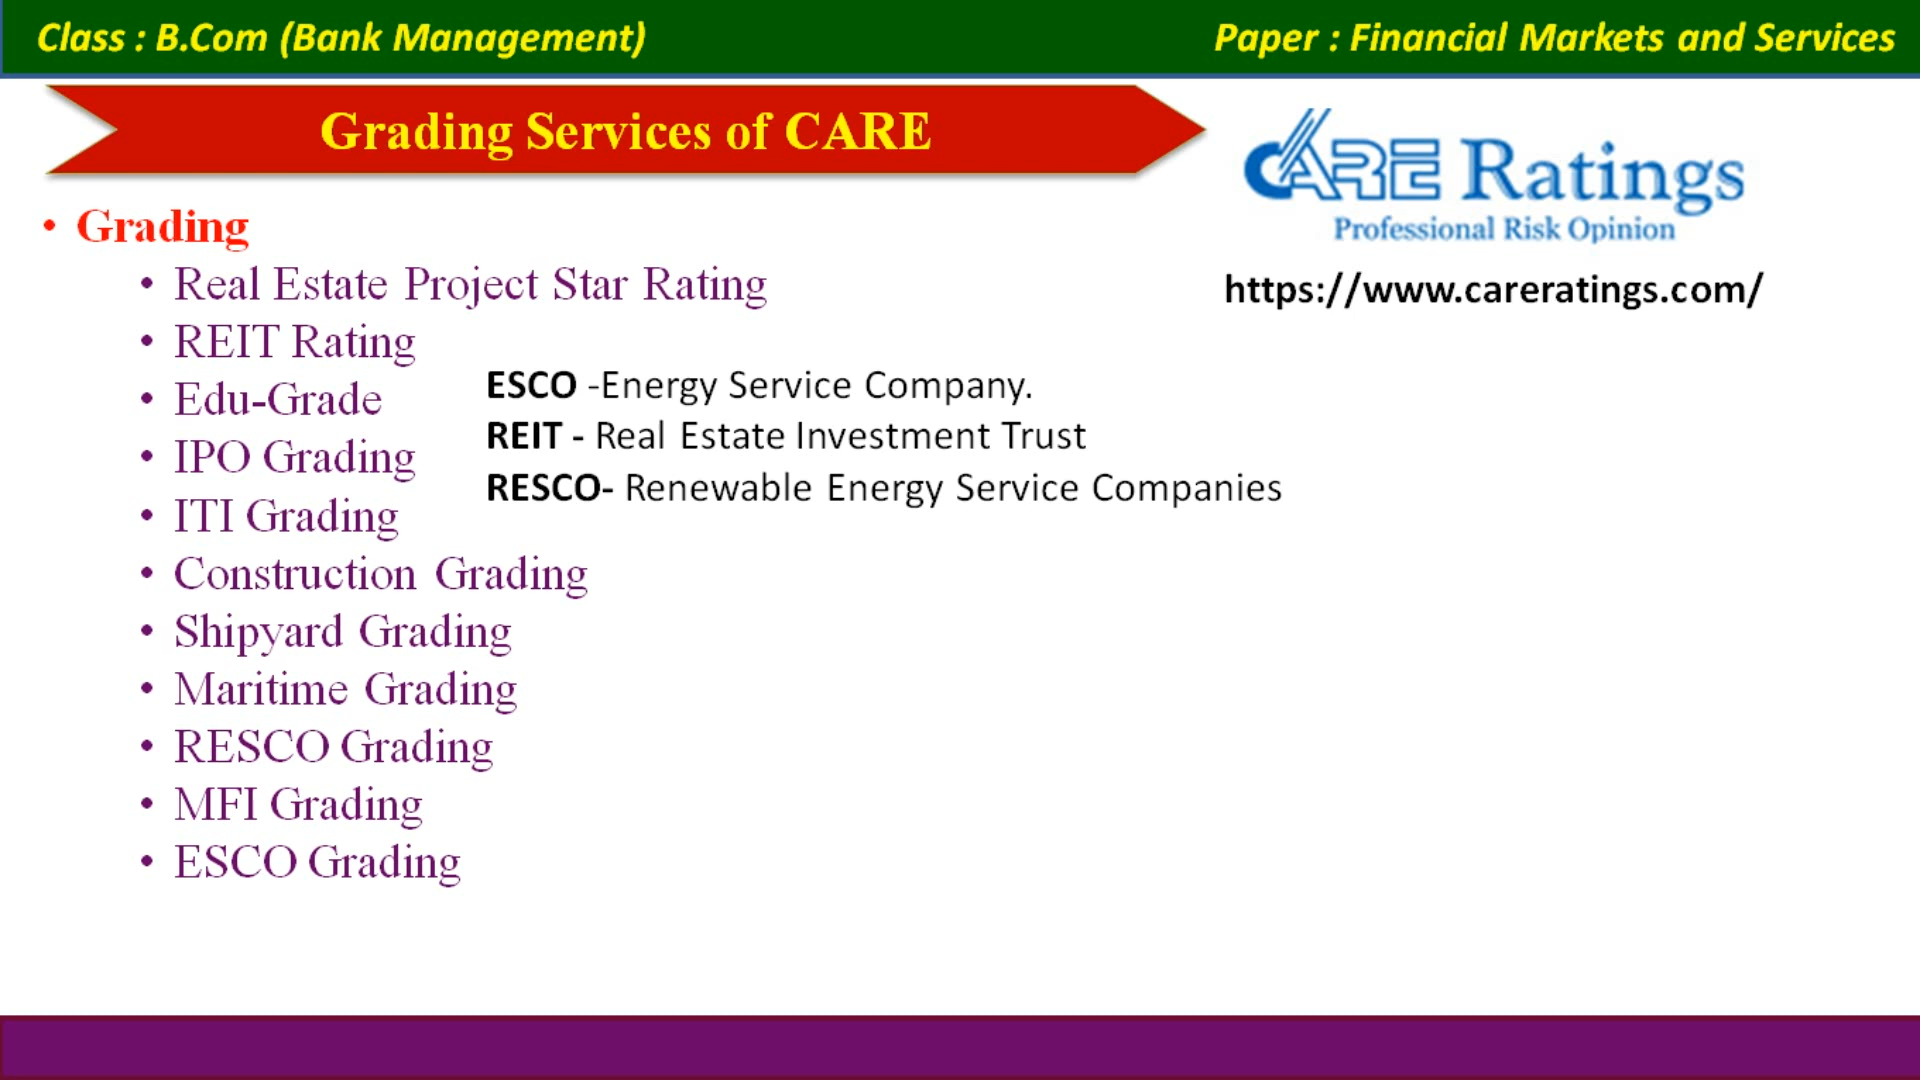 Class : B.Com (Bank Management)
Paper : Financial Markets and Services
Grading Services of CARE
CARE Ratings
Professional Risk Opinion
https://www.careratings.com/
• Grading
• Real Estate Project Star Rating
• REIT Rating
• Edu-Grade
• IPO Grading
• ITI Grading
• Construction Grading
• Shipyard Grading
• Maritime Grading
• RESCO Grading
• MFI Grading
• ESCO Grading
ESCO -Energy Service Company.
REIT - Real Estate Investment Trust
RESCO- Renewable Energy Service Companies